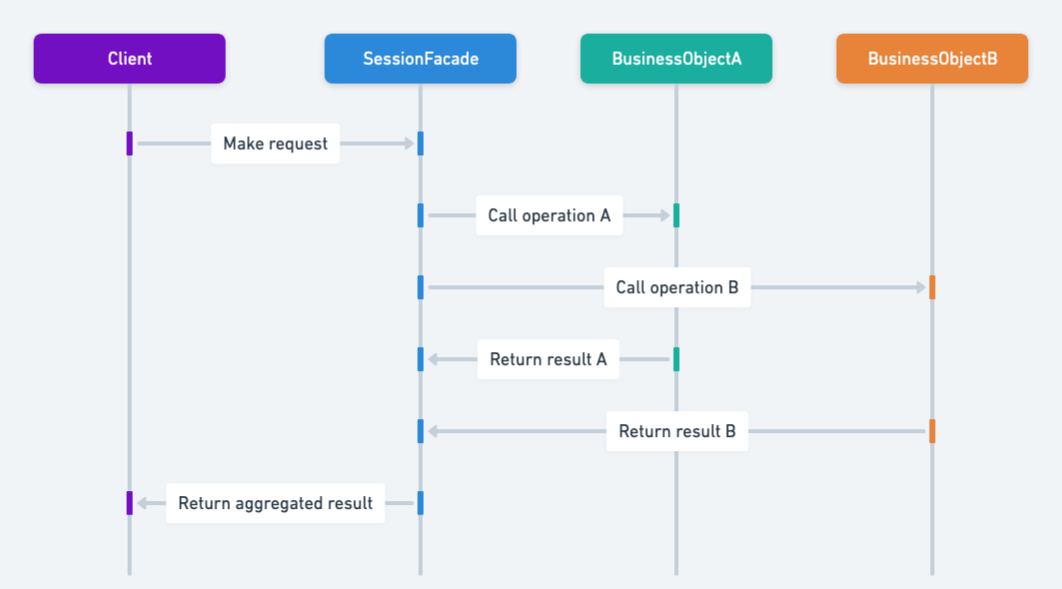 Client
SessionFacade
BusinessObjectA
BusinessObjectB
Make request
Call operation A
Call operation B
Return result A
Return result B
Return aggregated result